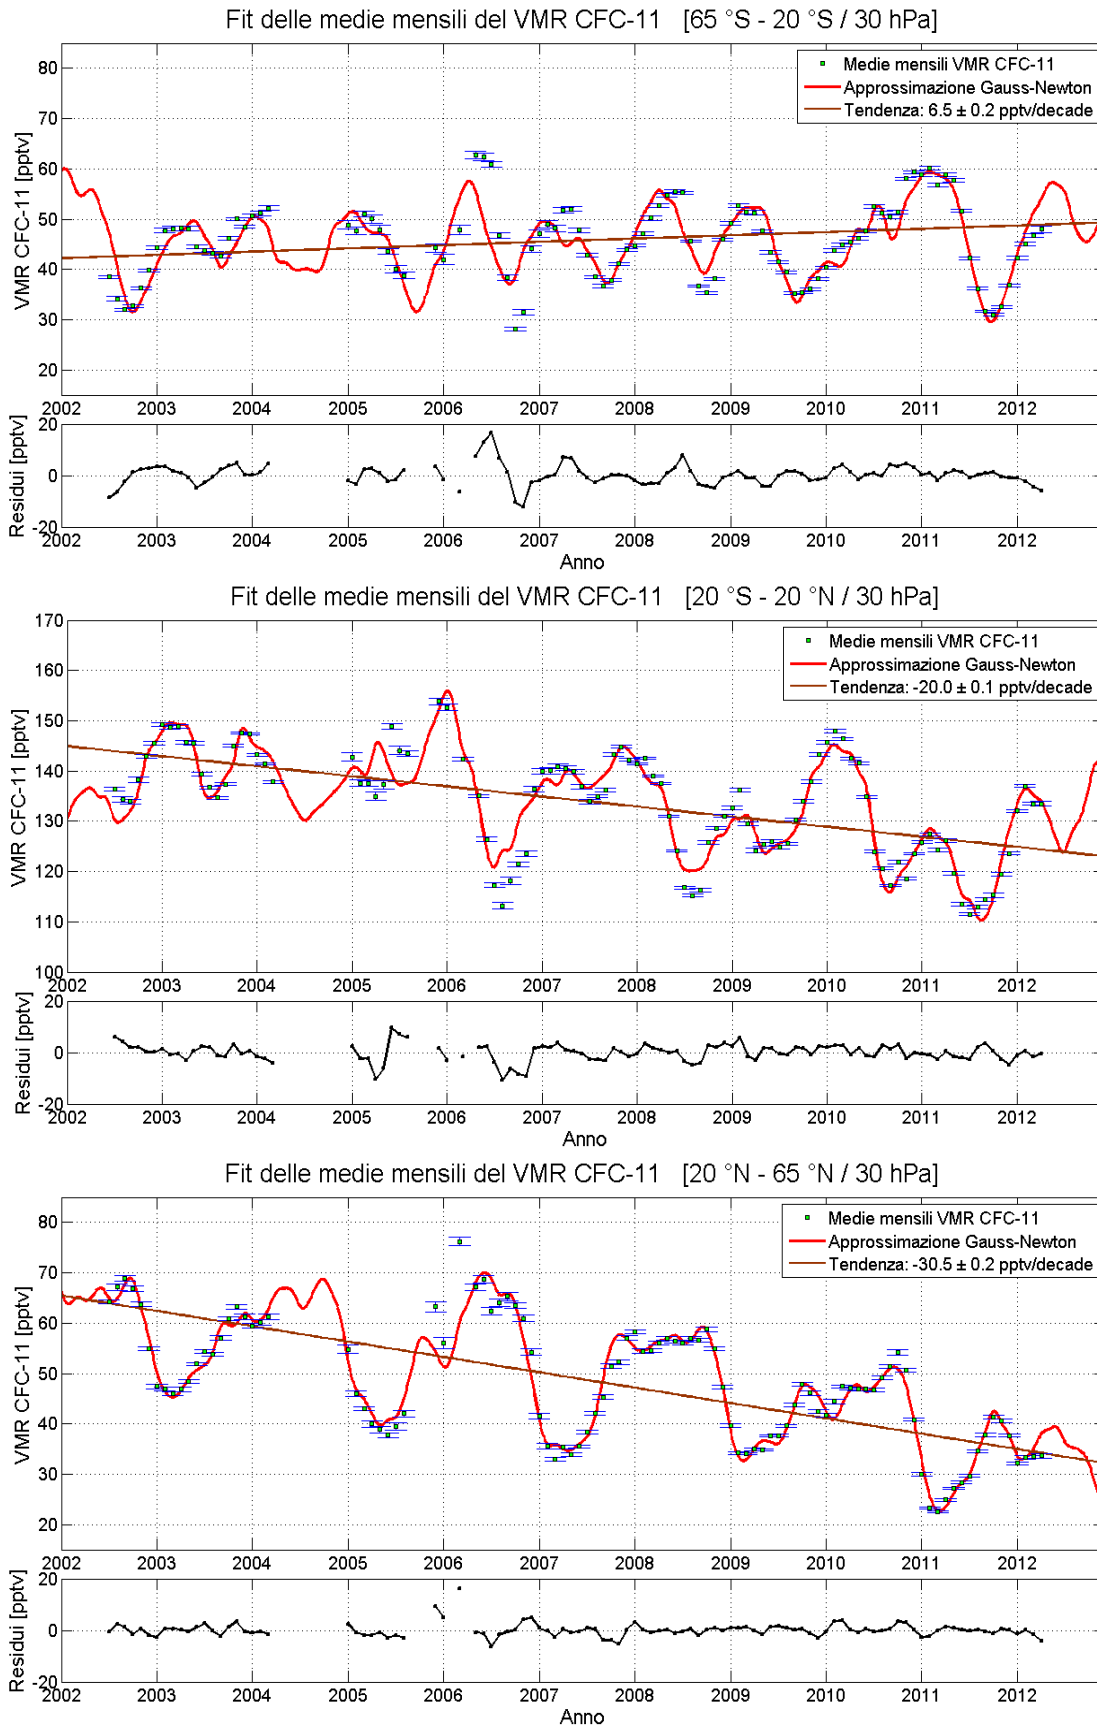 Fit delle medie mensili del VMR CFC-11 [65 °S - 20 °S / 30 hPa]
Medie mensili VMR CFC-11
Approssimazione Gauss-Newton
Tendenza: 6.5 ± 0.2 pptv/decade
VMR CFC-11 [pptv]
80
70
60
50
40
30
20
2002 2003 2004 2005 2006 2007 2008 2009 2010 2011 2012
Residui [pptv]
20
0
-20
2002 2003 2004 2005 2006 2007 2008 2009 2010 2011 2012
Anno
Fit delle medie mensili del VMR CFC-11 [20 °S - 20 °N / 30 hPa]
Medie mensili VMR CFC-11
Approssimazione Gauss-Newton
Tendenza: -20.0 ± 0.1 pptv/decade
VMR CFC-11 [pptv]
170
160
150
140
130
120
110
100
2002 2003 2004 2005 2006 2007 2008 2009 2010 2011 2012
Residui [pptv]
20
0
-20
2002 2003 2004 2005 2006 2007 2008 2009 2010 2011 2012
Anno
Fit delle medie mensili del VMR CFC-11 [20 °N - 65 °N / 30 hPa]
Medie mensili VMR CFC-11
Approssimazione Gauss-Newton
Tendenza: -30.5 ± 0.2 pptv/decade
VMR CFC-11 [pptv]
80
70
60
50
40
30
20
2002 2003 2004 2005 2006 2007 2008 2009 2010 2011 2012
Residui [pptv]
20
0
-20
2002 2003 2004 2005 2006 2007 2008 2009 2010 2011 2012
Anno